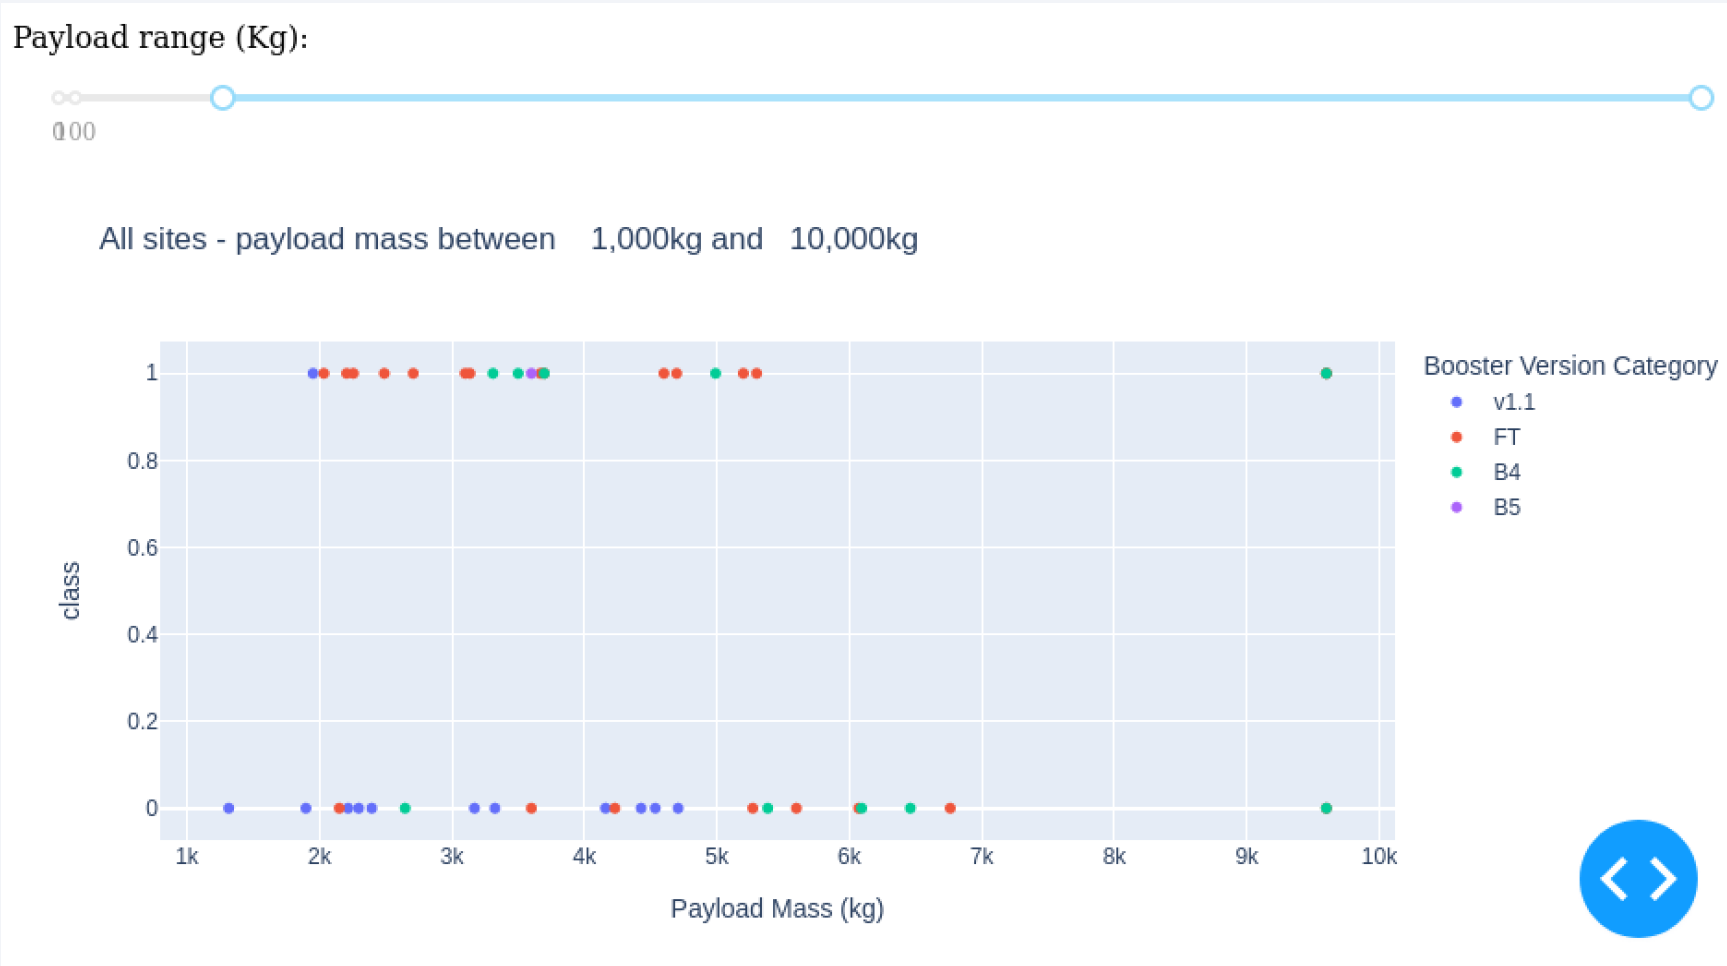 Payload range (Kg):
0
100
All sites - payload mass between 1,000kg and 10,000kg
Booster Version Category
v1.1
FT
B4
B5
1
0.8
0.6
0.4
0.2
0
class
1k 2k 3k 4k 5k 6k 7k 8k 9k 10k
Payload Mass (kg)